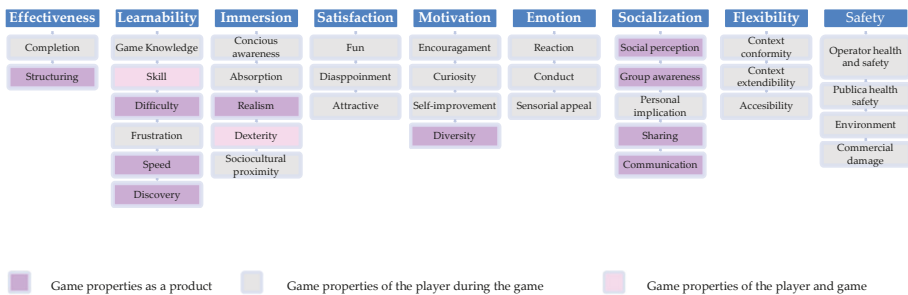 Effectiveness
Completion
Structuring
Learnability
Game Knowledge
Skill
Difficulty
Frustration
Speed
Discovery
Immersion
Concious
awareness
Absorption
Realism
Dexterity
Sociocultural
proximity
Satisfaction
Fun
Diasppoinment
Attractive
Motivation
Encouragament
Curiosity
Self-improvement
Diversity
Emotion
Reaction
Conduct
Sensorial appeal
Socialization
Social perception
Group awareness
Personal
implication
Sharing
Communication
Flexibility
Context
conformity
Context
extendibility
Accesibility
Safety
Operator health
and safety
Publica health
safety
Environment
Commercial
damage
Game properties as a product
Game properties of the player during the game
Game properties of the player and game